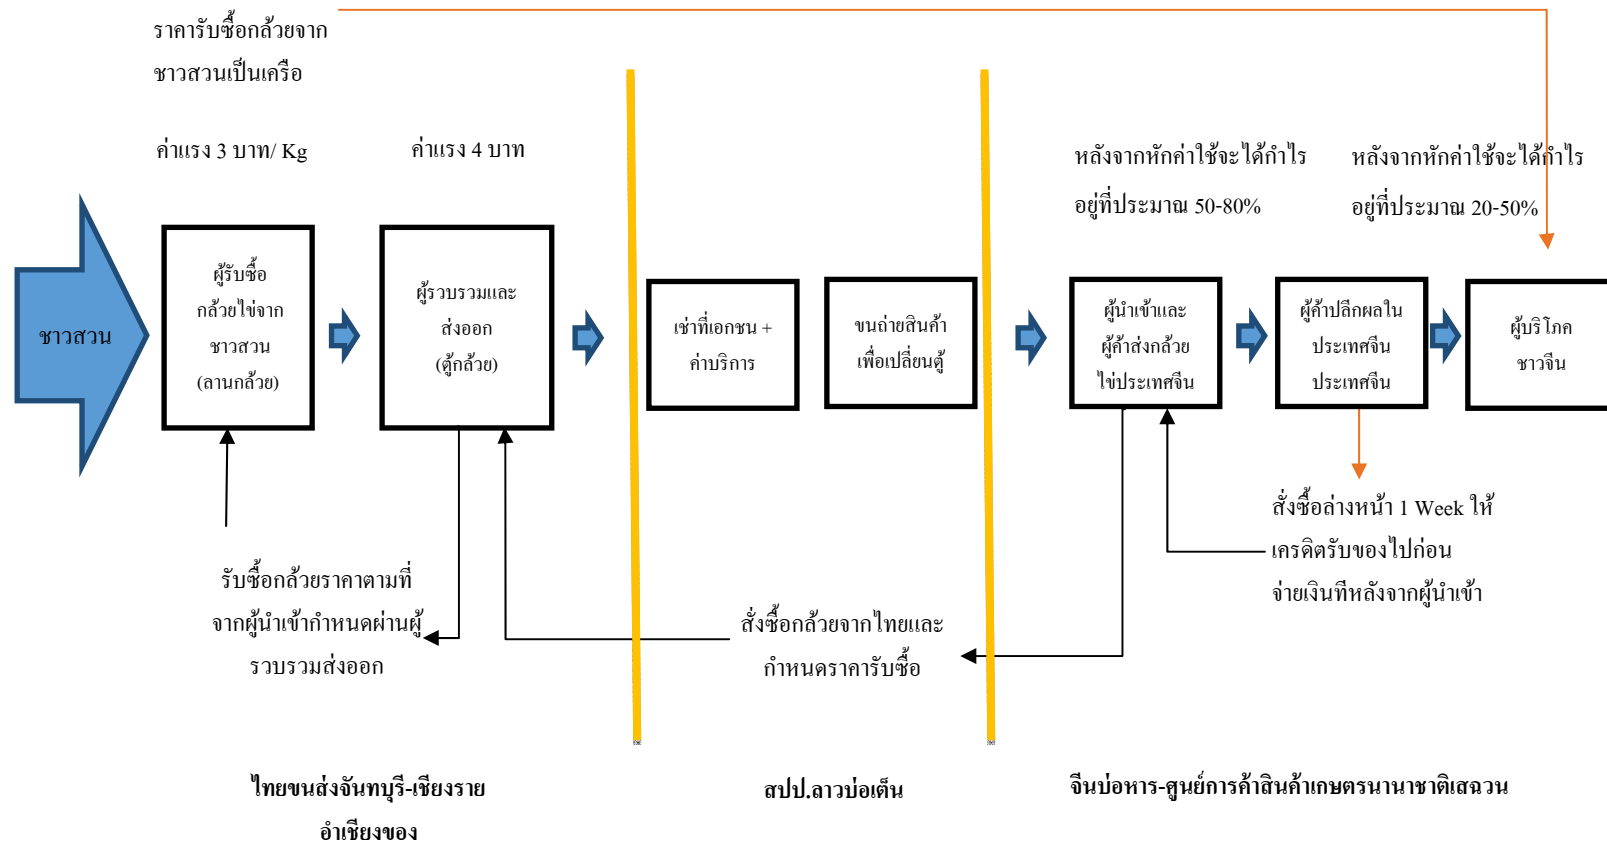 ราคารับซื้อกล้วยจาก
ชาวสวนเป็นเครือ
ค่าแรง 3 บาท/ Kg
ค่าแรง 4 บาท
หลังจากหักค่าใช้จะได้กำไร
อยู่ที่ประมาณ 50-80%
หลังจากหักค่าใช้จะได้กำไร
อยู่ที่ประมาณ 20-50%
ชาวสวน
ผู้รับซื้อ
กล้วยไข่จาก
ชาวสวน
(ลานกล้วย)
ผู้รวบรวมและ
ส่งออก
(ตู้กล้วย)
เช่าที่เอกชน +
ค่าบริการ
ขนถ่ายสินค้า
เพื่อเปลี่ยนตู้
ผู้นำเข้าและ
ผู้ค้าส่งกล้วย
ไข่ประเทศจีน
ผู้ค้าปลีกผลใน
ประเทศจีน
ประเทศจีน
ผู้บริโภค
ชาวจีน
รับซื้อกล้วยราคาตามที่
จากผู้นำเข้ากำหนดผ่านผู้
รวบรวมส่งออก
สั่งซื้อกล้วยจากไทยและ
กำหนดราคารับซื้อ
สั่งซื้อล่างหน้า 1 Week ให้
เครดิตรับของไปก่อน
จ่ายเงินทีหลังจากผู้นำเข้า
ไทยขนส่งจันทบุรี-เชียงราย
อำเชียงของ
สปป.ลาวบ่อเต็น
จีนบ่อหาร-ศูนย์การค้าสินค้าเกษตรนานาชาติเสฉวน